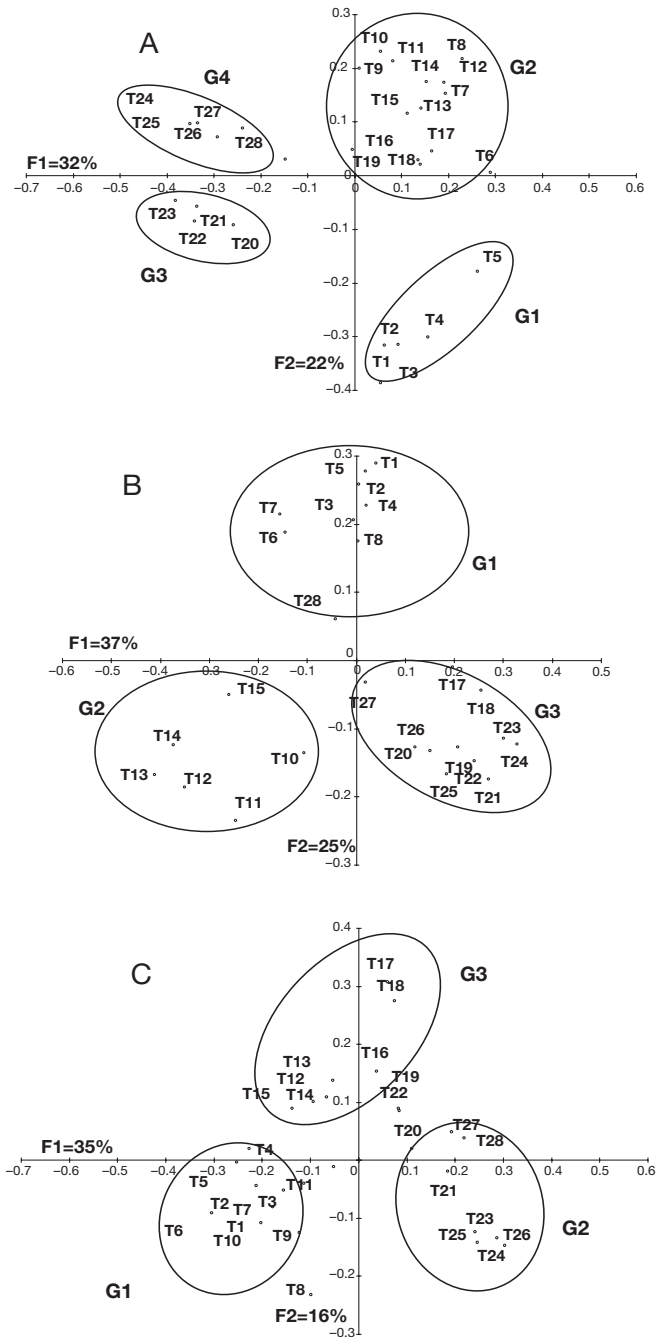 A
0.3
T10
T11
T8
G2
G4
T14
T12
0.2
T9
T24
T27
T7
T15
T13
T25
T26
0.1
T28
T16
T17
F1=32%
T19
T18
T6
0
–0.7 –0.6 –0.5 –0.4 –0.3 –0.2 –0.1 0 0.1 0.2 0.3 0.4 0.5 0.6
T23
T21
–0.1
T22
T20
G3
T5
–0.2
G1
T2
T4
–0.3
F2=22%
T1
T3
–0.4
B
0.3
T5
T1
T2
T7
T3
T4
0.2
T6
T8
G1
0.1
T28
F1=37%
0
–0.6 –0.5 –0.4 –0.3 –0.2 –0.1 0 0.1 0.2 0.3 0.4 0.5
T15
T17
G2
T27
T18
G3
–0.1
T14
T26
T23
T10
T20
T24
T13
T12
T19
T22
T11
T25
T21
–0.2
F2=25%
–0.3
C
0.4
T17
G3
T18
0.3
0.2
T16
T13
T12
T19
T15
T14
T22
0.1
T20
T27
F1=35%
T4
T28
0
–0.7 –0.6 –0.5 –0.4 –0.3 –0.2 –0.1 0 0.1 0.2 0.3 0.4 0.5 0.6
T5
T11
T21
T2
T3
T7
–0.1
T6
T1
T23
T10
T9
T25
T26
G2
T24
G1
–0.2
T8
F2=16%
–0.3